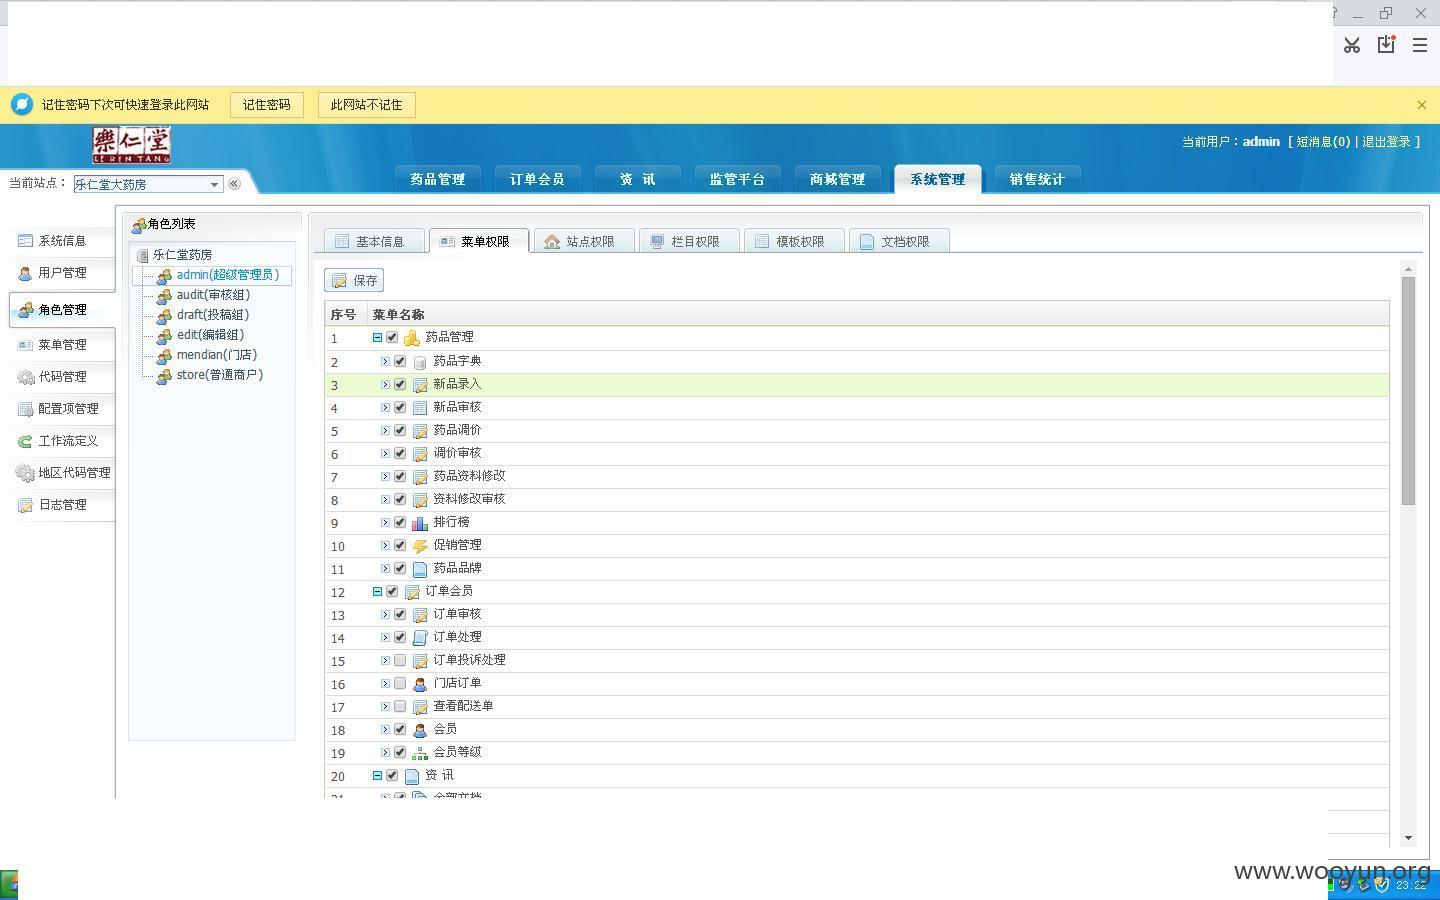 记住密码下次可快速登录此网站 记住密码 此网站不记住
樂仁堂
LE REN TANG
当前用户：admin [ 短消息(0) | 退出登录 ]
当前站点： 乐仁堂大药房
药品管理 订单会员 资 讯 监管平台 商城管理 系统管理 销售统计
系统信息
用户管理
角色管理
菜单管理
代码管理
配置项管理
工作流定义
地区代码管理
日志管理
角色列表
乐仁堂药房
admin(超级管理员)
audit(审核组)
draft(投稿组)
edit(编辑组)
mendian(门店)
store(普通商户)
基本信息 菜单权限 站点权限 栏目权限 模板权限 文档权限
保存
序号 菜单名称
1 药品管理
2 药品字典
3 新品录入
4 新品审核
5 药品调价
6 调价审核
7 药品资料修改
8 资料修改审核
9 排行榜
10 促销管理
11 药品品牌
12 订单会员
13 订单审核
14 订单处理
15 订单投诉处理
16 门店订单
17 查看配送单
18 会员
19 会员等级
20 资 讯
21 全部文档
www.wooyun.org
23:22